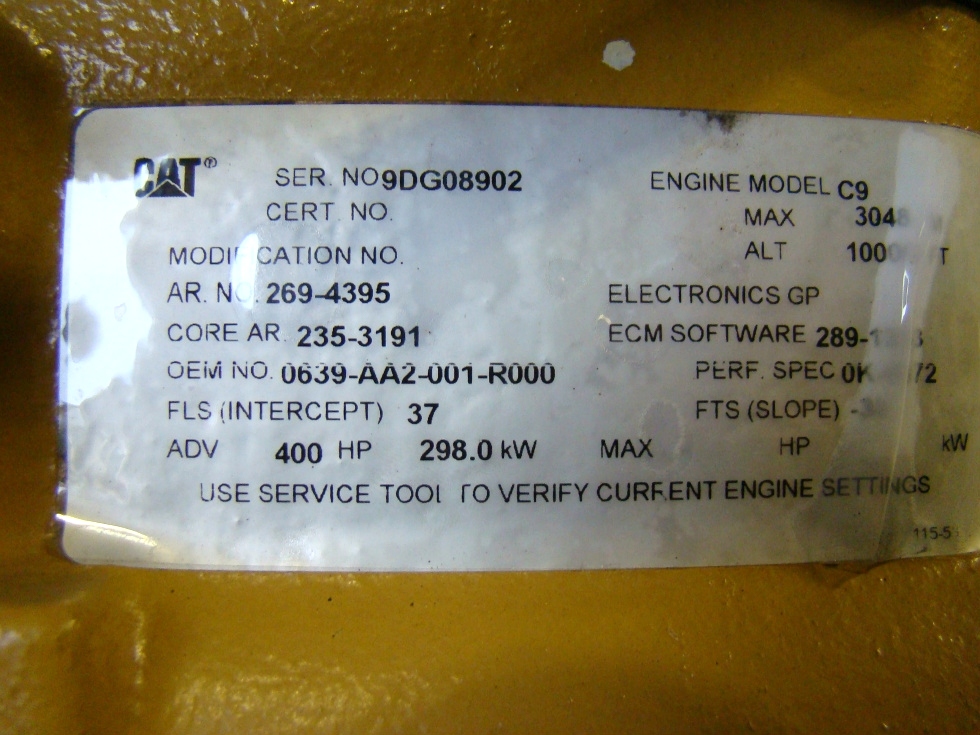 CAT® SER. NO 9DG08902 ENGINE MODEL C9
CERT. NO. MAX 3048
MODIFICATION NO. ALT
AR. NO. 269-4395 ELECTRONICS GP
CORE AR. 235-3191 ECM SOFTWARE
OEM NO. 0639-AA2-001-R000 PERF. SPEC
FLS (INTERCEPT) 37 FTS (SLOPE)
ADV 400 HP 298.0 kW MAX HP kW
USE SERVICE TOOL TO VERIFY CURRENT ENGINE SETTINGS